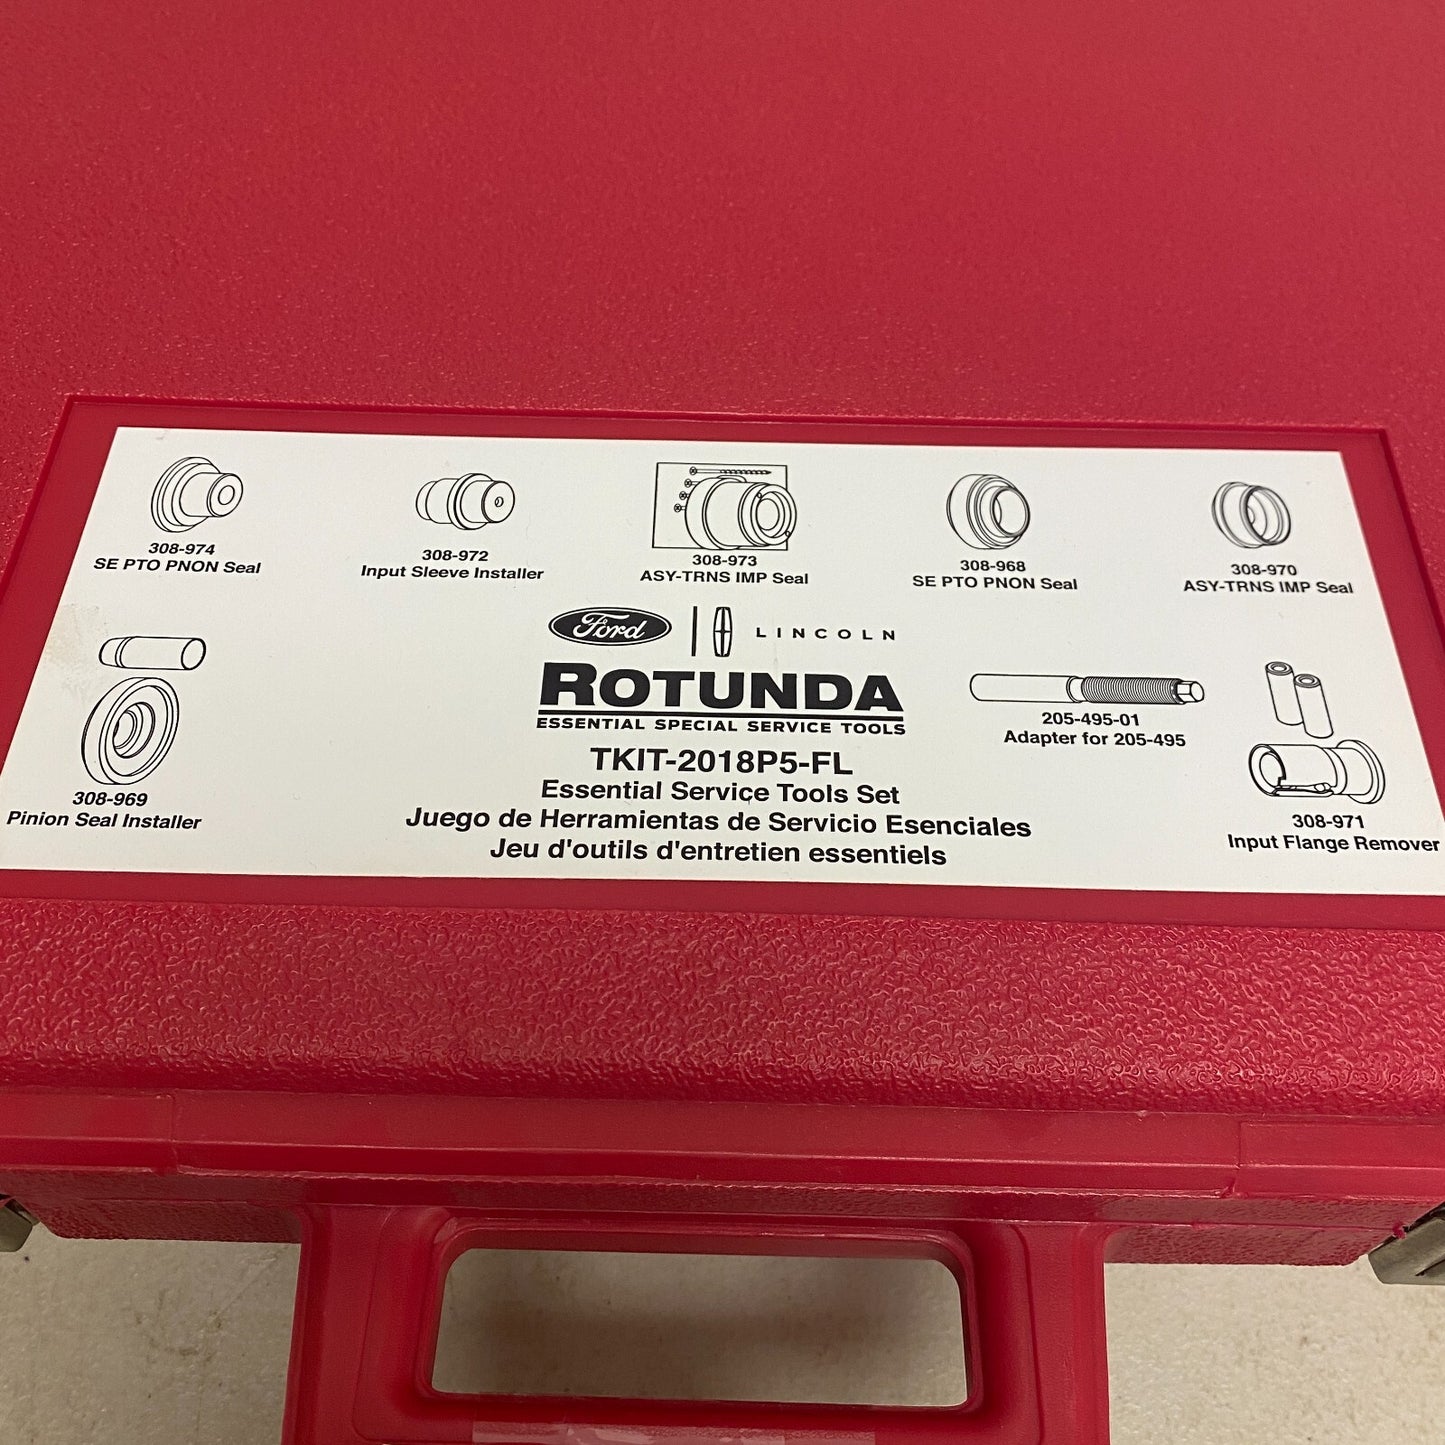 308-974
SE PTO PNON Seal
308-972
Input Sleeve Installer
308-973
ASY-TRNS IMP Seal
308-968
SE PTO PNON Seal
308-970
ASY-TRNS IMP Seal
Ford
LINCOLN
ROTUNDA
ESSENTIAL SPECIAL SERVICE TOOLS
TKIT-2018P5-FL
Essential Service Tools Set
Juego de Herramientas de Servicio Esenciales
Jeu d'outils d'entretien essentiels
308-969
Pinion Seal Installer
205-495-01
Adapter for 205-495
308-971
Input Flange Remover